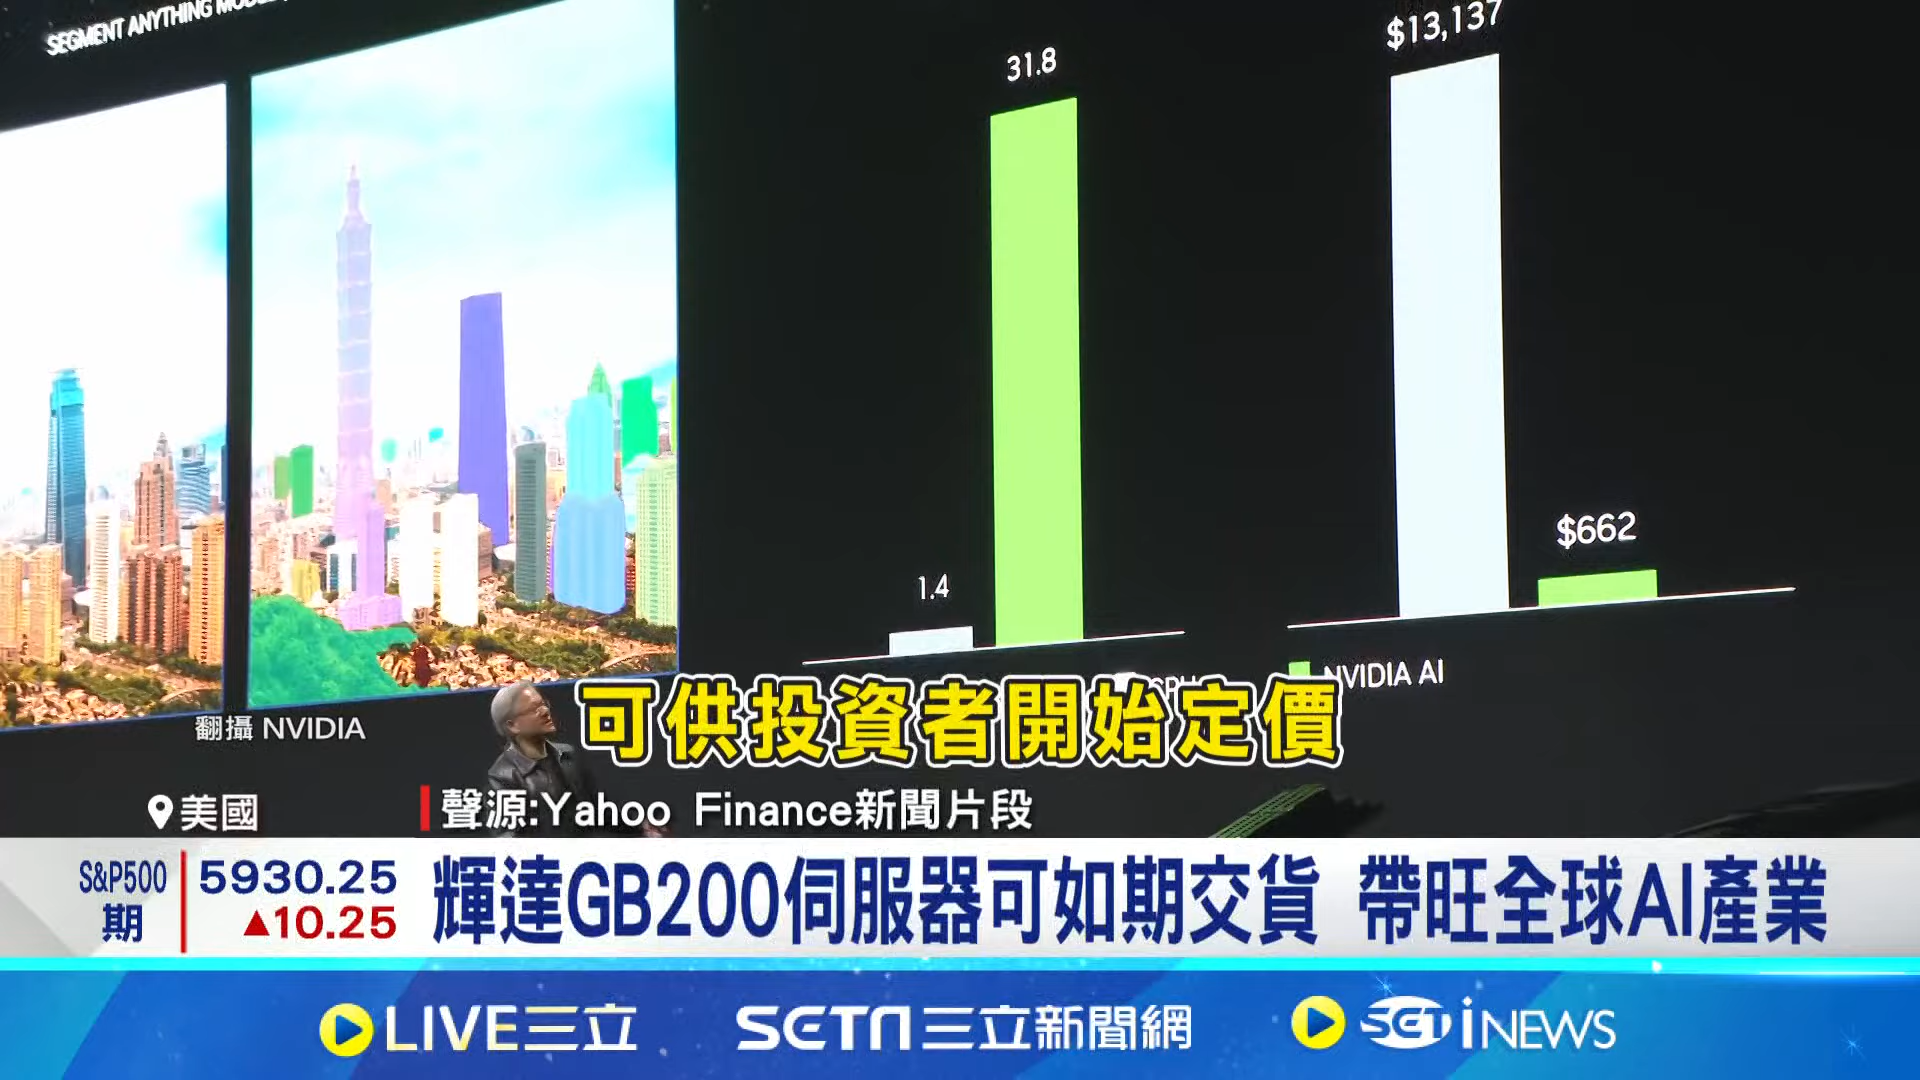 SEGMENT ANYTHING
$13,137
31.8
1.4
$662
NVIDIA AI
可供投資者開始定價
翻攝 NVIDIA
美國
聲源:Yahoo Finance新聞片段
S&P500
期
5930.25
▲10.25
輝達GB200伺服器可如期交貨 帶旺全球AI產業
LIVE三立
SETN三立新聞網
SET iNEWS